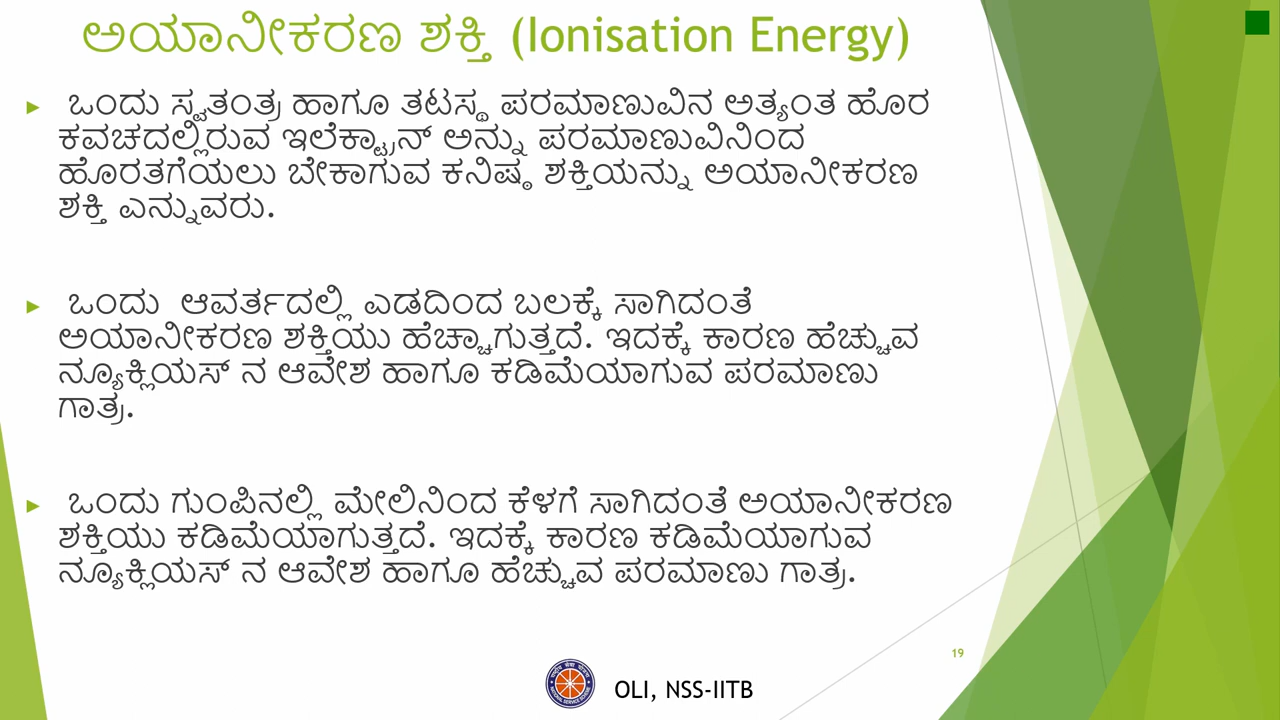 ಅಯಾನೀಕರಣ ಶಕ್ತಿ (Ionisation Energy)
► ಒಂದು ಸ್ವತಂತ್ರ ಹಾಗೂ ತಟಸ್ಥ ಪರಮಾಣುವಿನ ಅತ್ಯಂತ ಹೊರ
ಕವಚದಲ್ಲಿರುವ ಇಲೆಕ್ಟ್ರಾನ್ ಅನ್ನು ಪರಮಾಣುವಿನಿಂದ
ಹೊರತಗೆಯಲು ಬೇಕಾಗುವ ಕನಿಷ್ಠ ಶಕ್ತಿಯನ್ನು ಅಯಾನೀಕರಣ
ಶಕ್ತಿ ಎನ್ನುವರು.
► ಒಂದು ಆವರ್ತದಲ್ಲಿ ಎಡದಿಂದ ಬಲಕ್ಕೆ ಸಾಗಿದಂತೆ
ಅಯಾನೀಕರಣ ಶಕ್ತಿಯು ಹೆಚ್ಚಾಗುತ್ತದೆ. ಇದಕ್ಕೆ ಕಾರಣ ಹೆಚ್ಚುವ
ನ್ಯೂಕ್ಲಿಯಸ್ ನ ಆವೇಶ ಹಾಗೂ ಕಡಿಮೆಯಾಗುವ ಪರಮಾಣು
ಗಾತ್ರ.
► ಒಂದು ಗುಂಪಿನಲ್ಲಿ ಮೇಲಿನಿಂದ ಕೆಳಗೆ ಸಾಗಿದಂತೆ ಅಯಾನೀಕರಣ
ಶಕ್ತಿಯು ಕಡಿಮೆಯಾಗುತ್ತದೆ. ಇದಕ್ಕೆ ಕಾರಣ ಕಡಿಮೆಯಾಗುವ
ನ್ಯೂಕ್ಲಿಯಸ್ ನ ಆವೇಶ ಹಾಗೂ ಹೆಚ್ಚುವ ಪರಮಾಣು ಗಾತ್ರ.
19
OLI, NSS-IITB